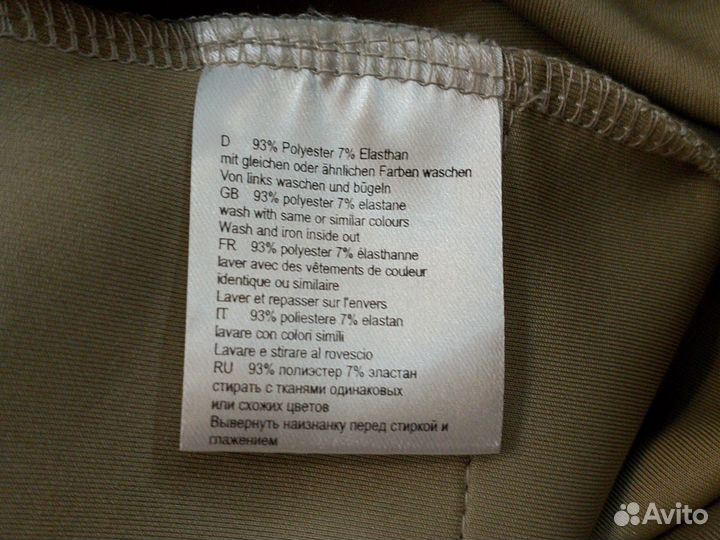 D 93% Polyester 7% Elasthan
mit gleichen oder ähnlichen Farben waschen
Von links waschen und bügeln
GB 93% polyester 7% elastane
wash with same or similar colours
Wash and iron inside out
FR 93% polyester 7% élasthanne
laver avec des vêtements de couleur
identique ou similaire
Laver et repasser sur l'envers
IT 93% poliestere 7% elastan
lavare con colori simili
Lavare e stirare al rovescio
RU 93% полиэстер 7% эластан
стирать с тканями одинаковых
или схожих цветов
Вывернуть наизнанку перед стиркой и
глажением
Avito